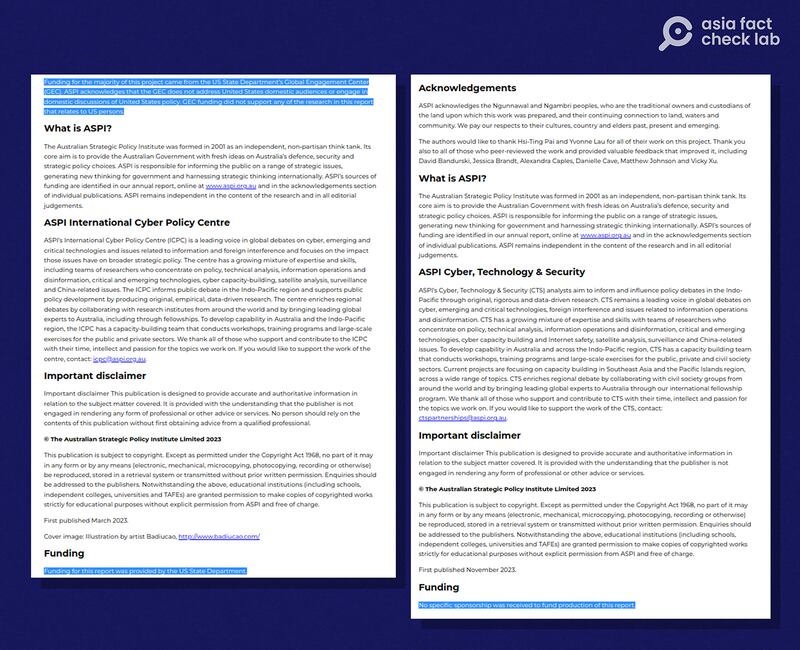 asia fact
check lab
Funding for the majority of this project came from the US State Department's Global Engagement Center
(GEC). ASPI acknowledges that the GEC does not address United States domestic audiences or engage in
domestic discussions of United States policy. GEC funding did not support any of the research in this report
that relates to US persons.
What is ASPI?
The Australian Strategic Policy Institute was formed in 2001 as an independent, non-partisan think tank. Its
core aim is to provide the Australian Government with fresh ideas on Australia's defence, security and
strategic policy choices. ASPI is responsible for informing the public on a range of strategic issues,
generating new thinking for government and harnessing strategic thinking internationally. ASPI's sources of
funding are identified in our annual report, online at www.aspi.org.au and in the acknowledgements section
of individual publications. ASPI remains independent in the content of the research and in all editorial
judgements.
ASPI International Cyber Policy Centre
ASPI's International Cyber Policy Centre (ICPC) is a leading voice in global debates on cyber, emerging and
critical technologies and issues related to information and foreign interference and focuses on the impact
those issues have on broader strategic policy. The centre has a growing mixture of expertise and skills,
including teams of researchers who concentrate on policy, technical analysis, information operations and
disinformation, critical and emerging technologies, cyber capacity-building, satellite analysis, surveillance
and China-related issues. The ICPC informs public debate in the Indo-Pacific region and supports public
policy development by producing original, empirical, data-driven research. The centre enriches regional
debates by collaborating with research institutes from around the world and by bringing leading global
experts to Australia, including through fellowships. To develop capability in Australia and the Indo-Pacific
region, the ICPC has a capacity-building team that conducts workshops, training programs and large-scale
exercises for the public and private sectors. We thank all of those who support and contribute to the ICPC
with their time, intellect and passion for the topics we work on. If you would like to support the work of the
centre, contact: icpc@aspi.org.au.
Important disclaimer
Important disclaimer This publication is designed to provide accurate and authoritative information in
relation to the subject matter covered. It is provided with the understanding that the publisher is not
engaged in rendering any form of professional or other advice or services. No person should rely on the
contents of this publication without first obtaining advice from a qualified professional.
© The Australian Strategic Policy Institute Limited 2023
This publication is subject to copyright. Except as permitted under the Copyright Act 1968, no part of it may
in any form or by any means (electronic, mechanical, microcopying, photocopying, recording or otherwise)
be reproduced, stored in a retrieval system or transmitted without prior written permission. Enquiries should
be addressed to the publishers. Notwithstanding the above, educational institutions (including schools,
independent colleges, universities and TAFEs) are granted permission to make copies of copyrighted works
strictly for educational purposes without explicit permission from ASPI and free of charge.
First published March 2023.
Cover image: Illustration by artist Badiucao, http://www.badiucao.com/
Funding
Funding for this report was provided by the US State Department.
Acknowledgements
ASPI acknowledges the Ngunnawal and Ngambri peoples, who are the traditional owners and custodians of
the land upon which this work was prepared, and their continuing connection to land, waters and
community. We pay our respects to their cultures, country and elders past, present and emerging.
The authors would like to thank Hsi-Ting Pai and Yvonne Lau for all of their work on this project. Thank you
also to all of those who peer-reviewed the work and provided valuable feedback that improved it, including
David Bandurski, Jessica Brandt, Alexandra Caples, Danielle Cave, Matthew Johnson and Vicky Xu.
What is ASPI?
The Australian Strategic Policy Institute was formed in 2001 as an independent, non-partisan think tank. Its
core aim is to provide the Australian Government with fresh ideas on Australia's defence, security and
strategic policy choices. ASPI is responsible for informing the public on a range of strategic issues,
generating new thinking for government and harnessing strategic thinking internationally. ASPI's sources of
funding are identified in our annual report, online at www.aspi.org.au and in the acknowledgements section
of individual publications. ASPI remains independent in the content of the research and in all editorial
judgements.
ASPI Cyber, Technology & Security
ASPI's Cyber, Technology & Security (CTS) analysts aim to inform and influence policy debates in the Indo-
Pacific through original, rigorous and data-driven research. CTS remains a leading voice in global debates on
cyber, emerging and critical technologies, foreign interference and issues related to information operations
and disinformation. CTS has a growing mixture of expertise and skills with teams of researchers who
concentrate on policy, technical analysis, information operations and disinformation, critical and emerging
technologies, cyber capacity building and Internet safety, satellite analysis, surveillance and China-related
issues. To develop capability in Australia and across the Indo-Pacific region, CTS has a capacity building team
that conducts workshops, training programs and large-scale exercises for the public, private and civil society
sectors. Current projects are focusing on capacity building in Southeast Asia and the Pacific Islands region,
across a wide range of topics. CTS enriches regional debate by collaborating with civil society groups from
around the world and by bringing leading global experts to Australia through our international fellowship
program. We thank all of those who support and contribute to CTS with their time, intellect and passion for
the topics we work on. If you would like to support the work of the CTS, contact:
ctspartnerships@aspi.org.au.
Important disclaimer
Important disclaimer This publication is designed to provide accurate and authoritative information in
relation to the subject matter covered. It is provided with the understanding that the publisher is not
engaged in rendering any form of professional or other advice or services.
© The Australian Strategic Policy Institute Limited 2023
This publication is subject to copyright. Except as permitted under the Copyright Act 1968, no part of it may
in any form or by any means (electronic, mechanical, microcopying, photocopying, recording or otherwise)
be reproduced, stored in a retrieval system or transmitted without prior written permission. Enquiries should
be addressed to the publishers. Notwithstanding the above, educational institutions (including schools,
independent colleges, universities and TAFEs) are granted permission to make copies of copyrighted works
strictly for educational purposes without explicit permission from ASPI and free of charge.
First published November 2023.
Funding
No specific sponsorship was received to fund production of this report.